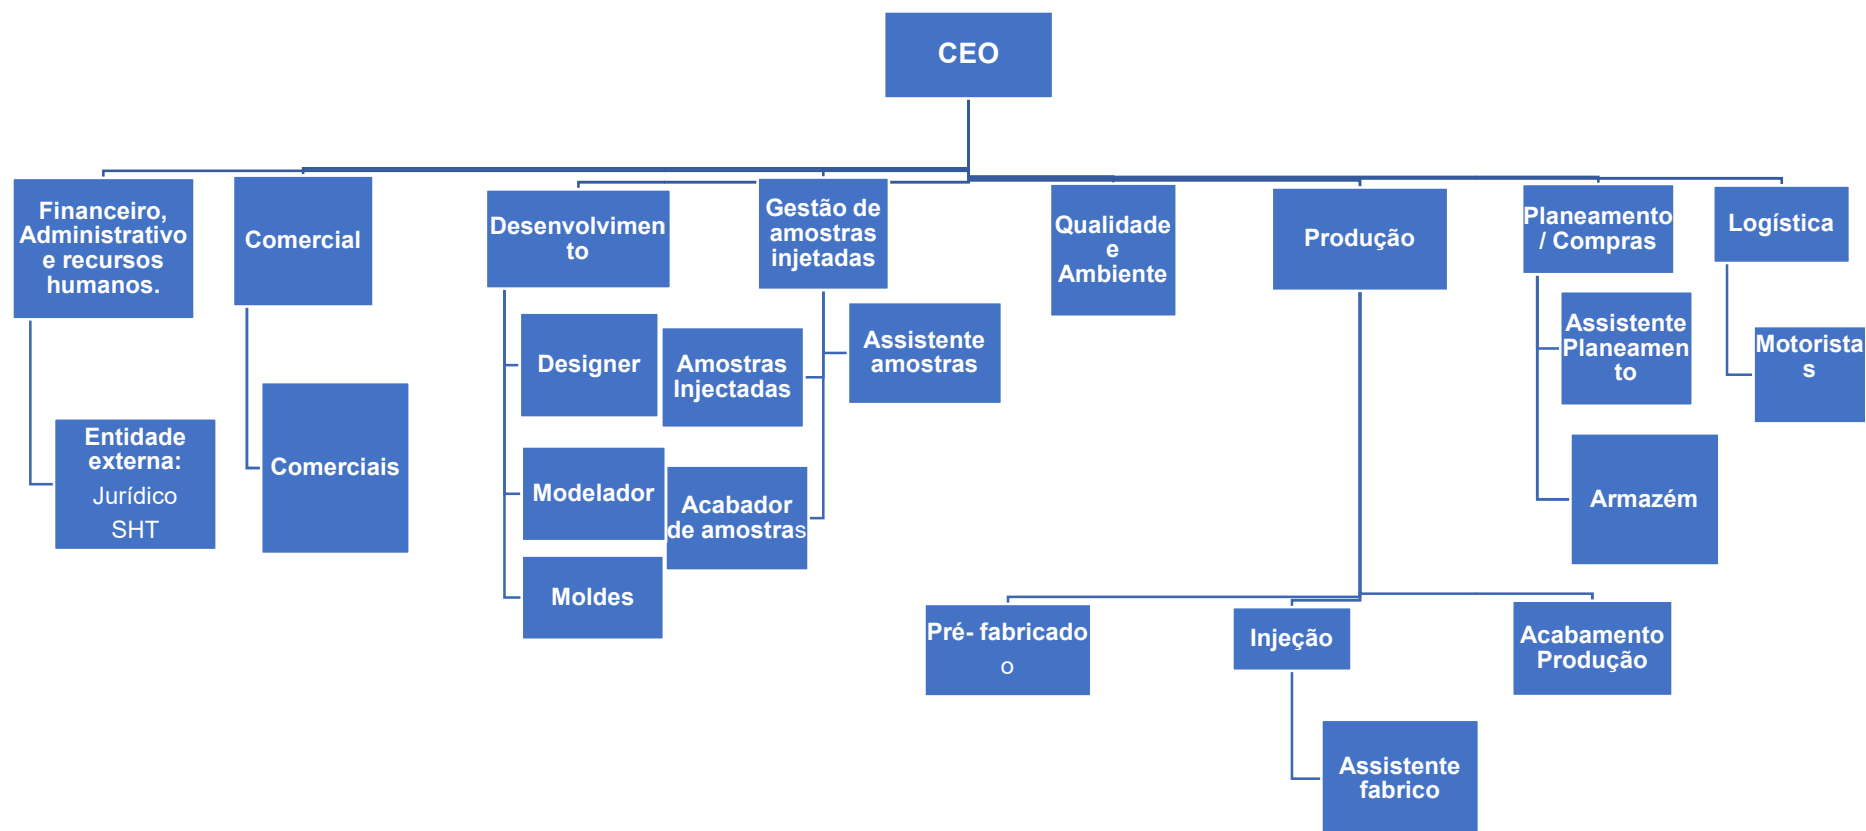 CEO
Financeiro,
Administrativo
e recursos
humanos.
Comercial
Desenvolvimen
to
Gestão de
amostras
injetadas
Qualidade
e
Ambiente
Produção
Planeamento
/ Compras
Logística
Entidade
externa:
Jurídico
SHT
Comerciais
Designer
Modelador
Moldes
Amostras
Injectadas
Assistente
amostras
Acabador
de amostras
Assistente
Planeamen
to
Armazém
Motorista
s
Pré- fabricado
o
Injeção
Acabamento
Produção
Assistente
fabrico